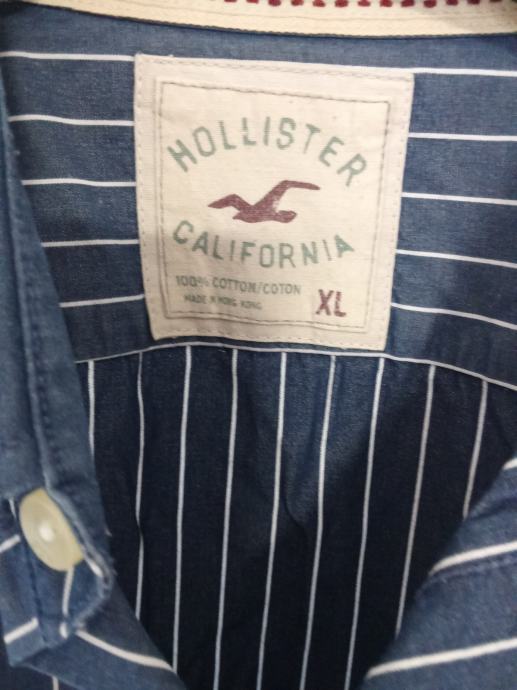 HOLLISTER
CALIFORNIA
100% COTTON/COTON
MADE IN HONG KONG
XL